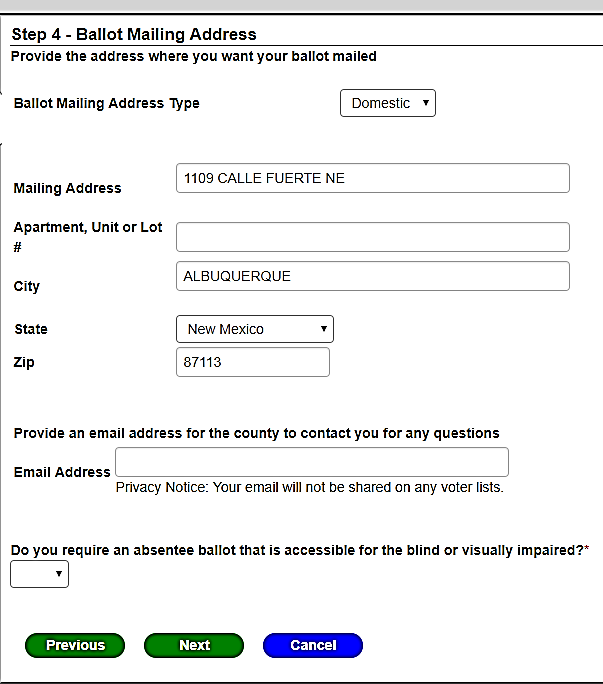 Step 4 - Ballot Mailing Address
Provide the address where you want your ballot mailed
Ballot Mailing Address Type
Domestic
Mailing Address
1109 CALLE FUERTE NE
Apartment, Unit or Lot
#
City
ALBUQUERQUE
State
New Mexico
Zip
87113
Provide an email address for the county to contact you for any questions
Email Address
Privacy Notice: Your email will not be shared on any voter lists.
Do you require an absentee ballot that is accessible for the blind or visually impaired?*
Previous Next Cancel